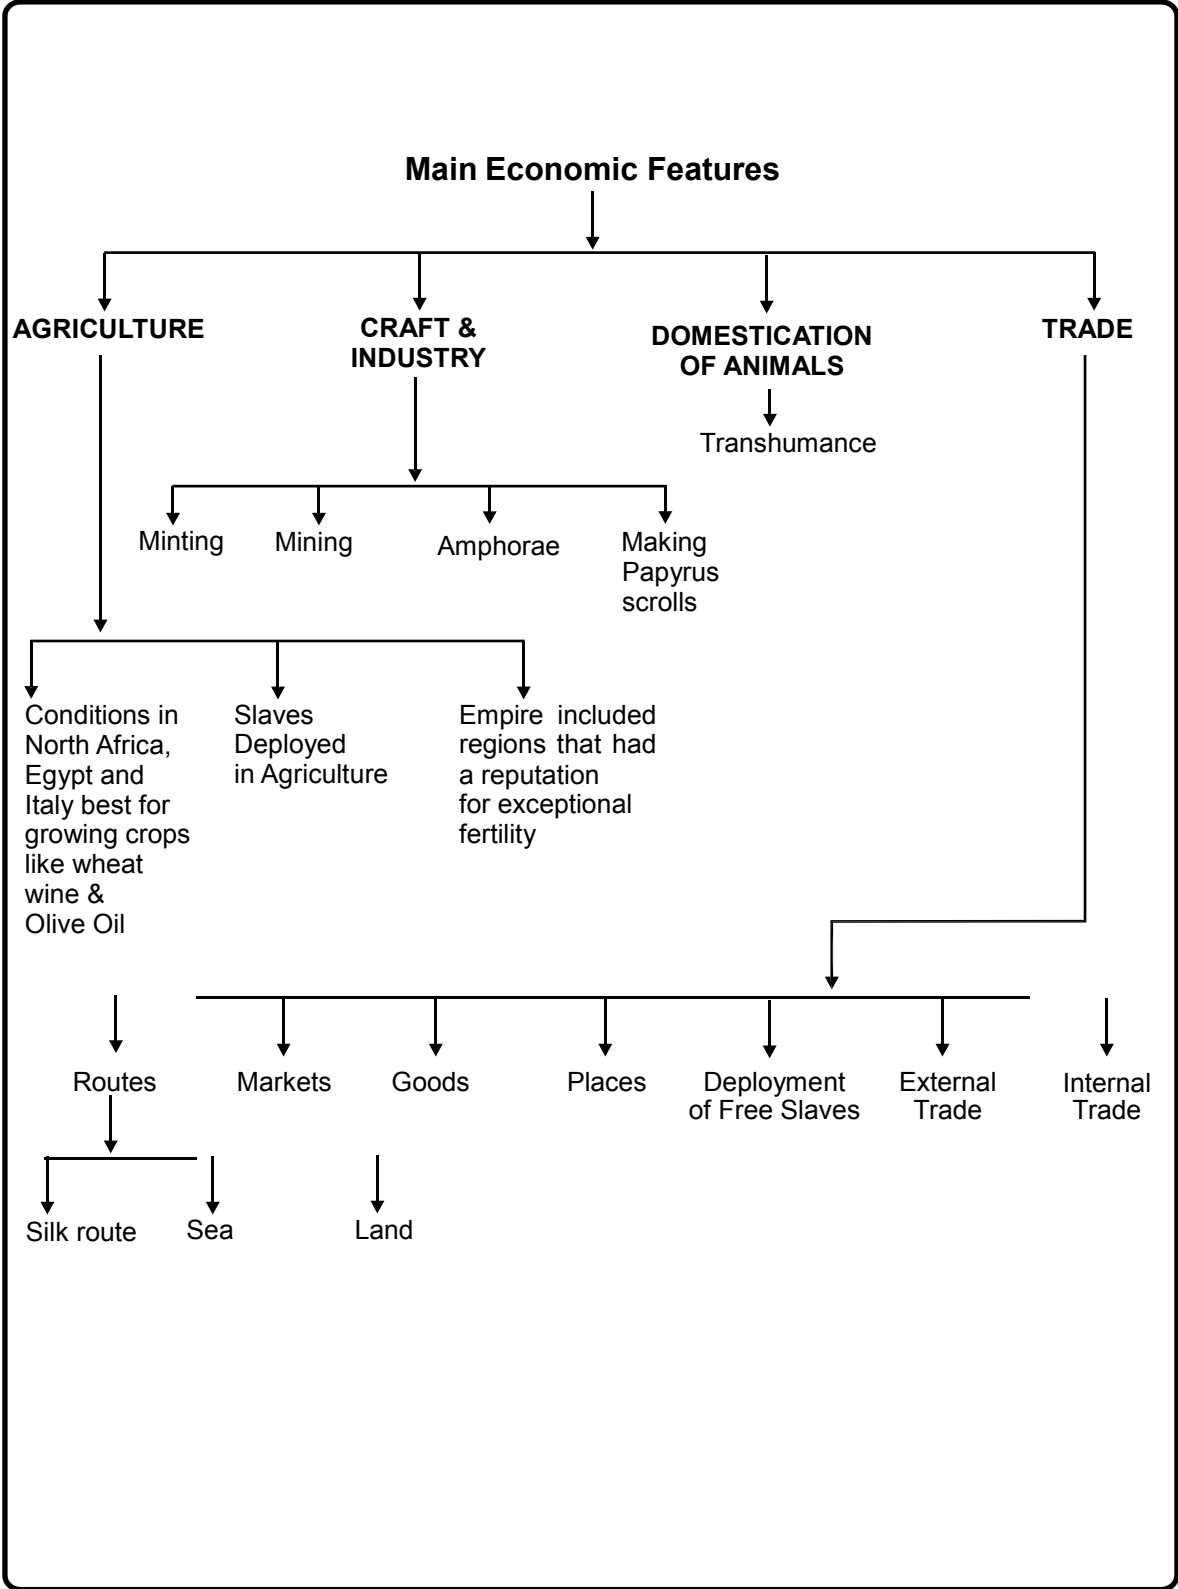 Main Economic Features
AGRICULTURE
CRAFT &
INDUSTRY
DOMESTICATION
OF ANIMALS
TRADE
Transhumance
Minting
Mining
Amphorae
Making
Papyrus
scrolls
Conditions in
North Africa,
Egypt and
Italy best for
growing crops
like wheat
wine &
Olive Oil
Slaves
Deployed
in Agriculture
Empire included
regions that had
a reputation
for exceptional
fertility
Routes
Markets
Goods
Places
Deployment
of Free Slaves
External
Trade
Internal
Trade
Silk route
Sea
Land